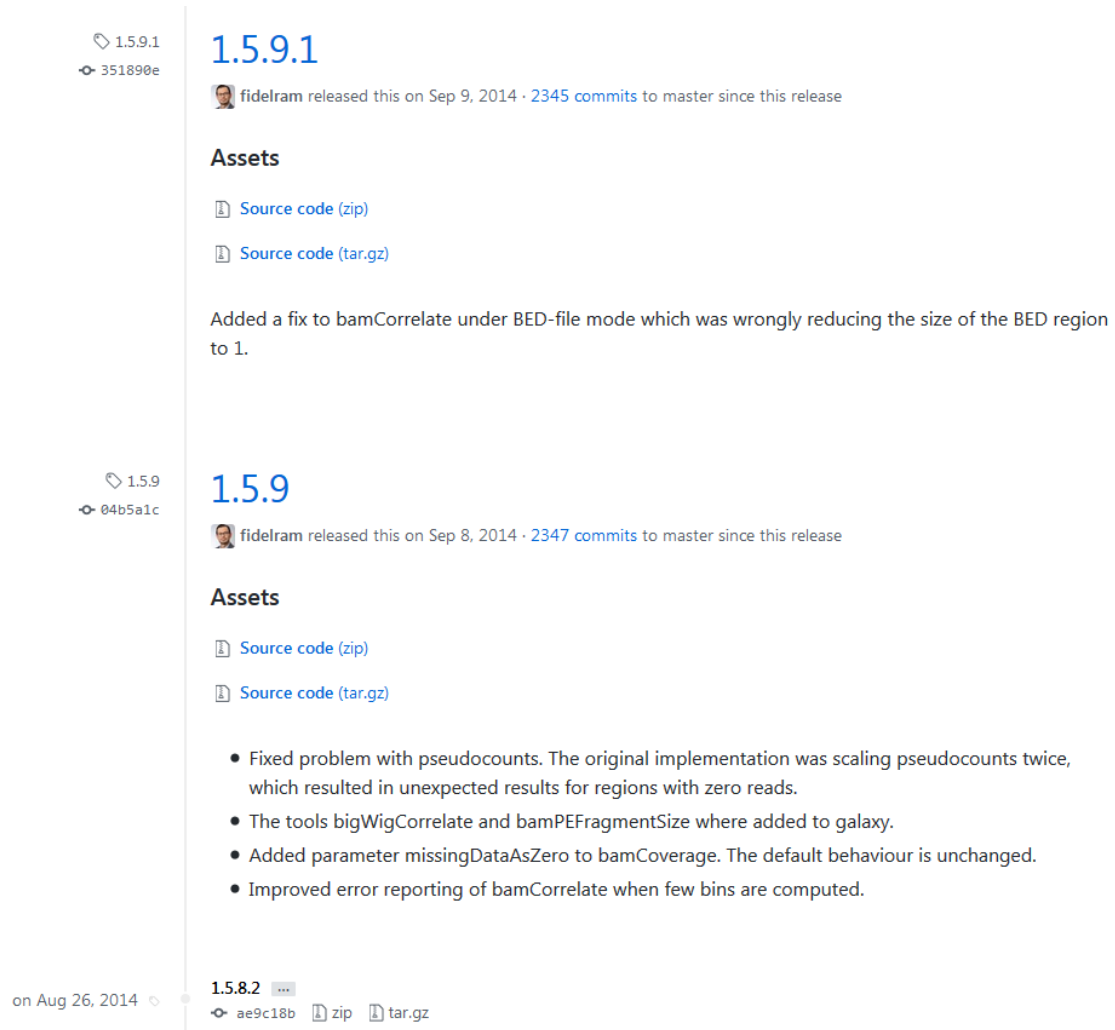 1.5.9.1
351890e
1.5.9.1
fidelram released this on Sep 9, 2014 · 2345 commits to master since this release
Assets
Source code (zip)
Source code (tar.gz)
Added a fix to bamCorrelate under BED-file mode which was wrongly reducing the size of the BED region
to 1.
1.5.9
04b5a1c
1.5.9
fidelram released this on Sep 8, 2014 · 2347 commits to master since this release
Assets
Source code (zip)
Source code (tar.gz)
• Fixed problem with pseudocounts. The original implementation was scaling pseudocounts twice,
which resulted in unexpected results for regions with zero reads.
• The tools bigWigCorrelate and bamPEFragmentSize where added to galaxy.
• Added parameter missingDataAsZero to bamCoverage. The default behaviour is unchanged.
• Improved error reporting of bamCorrelate when few bins are computed.
on Aug 26, 2014
1.5.8.2 ...
ae9c18b zip tar.gz